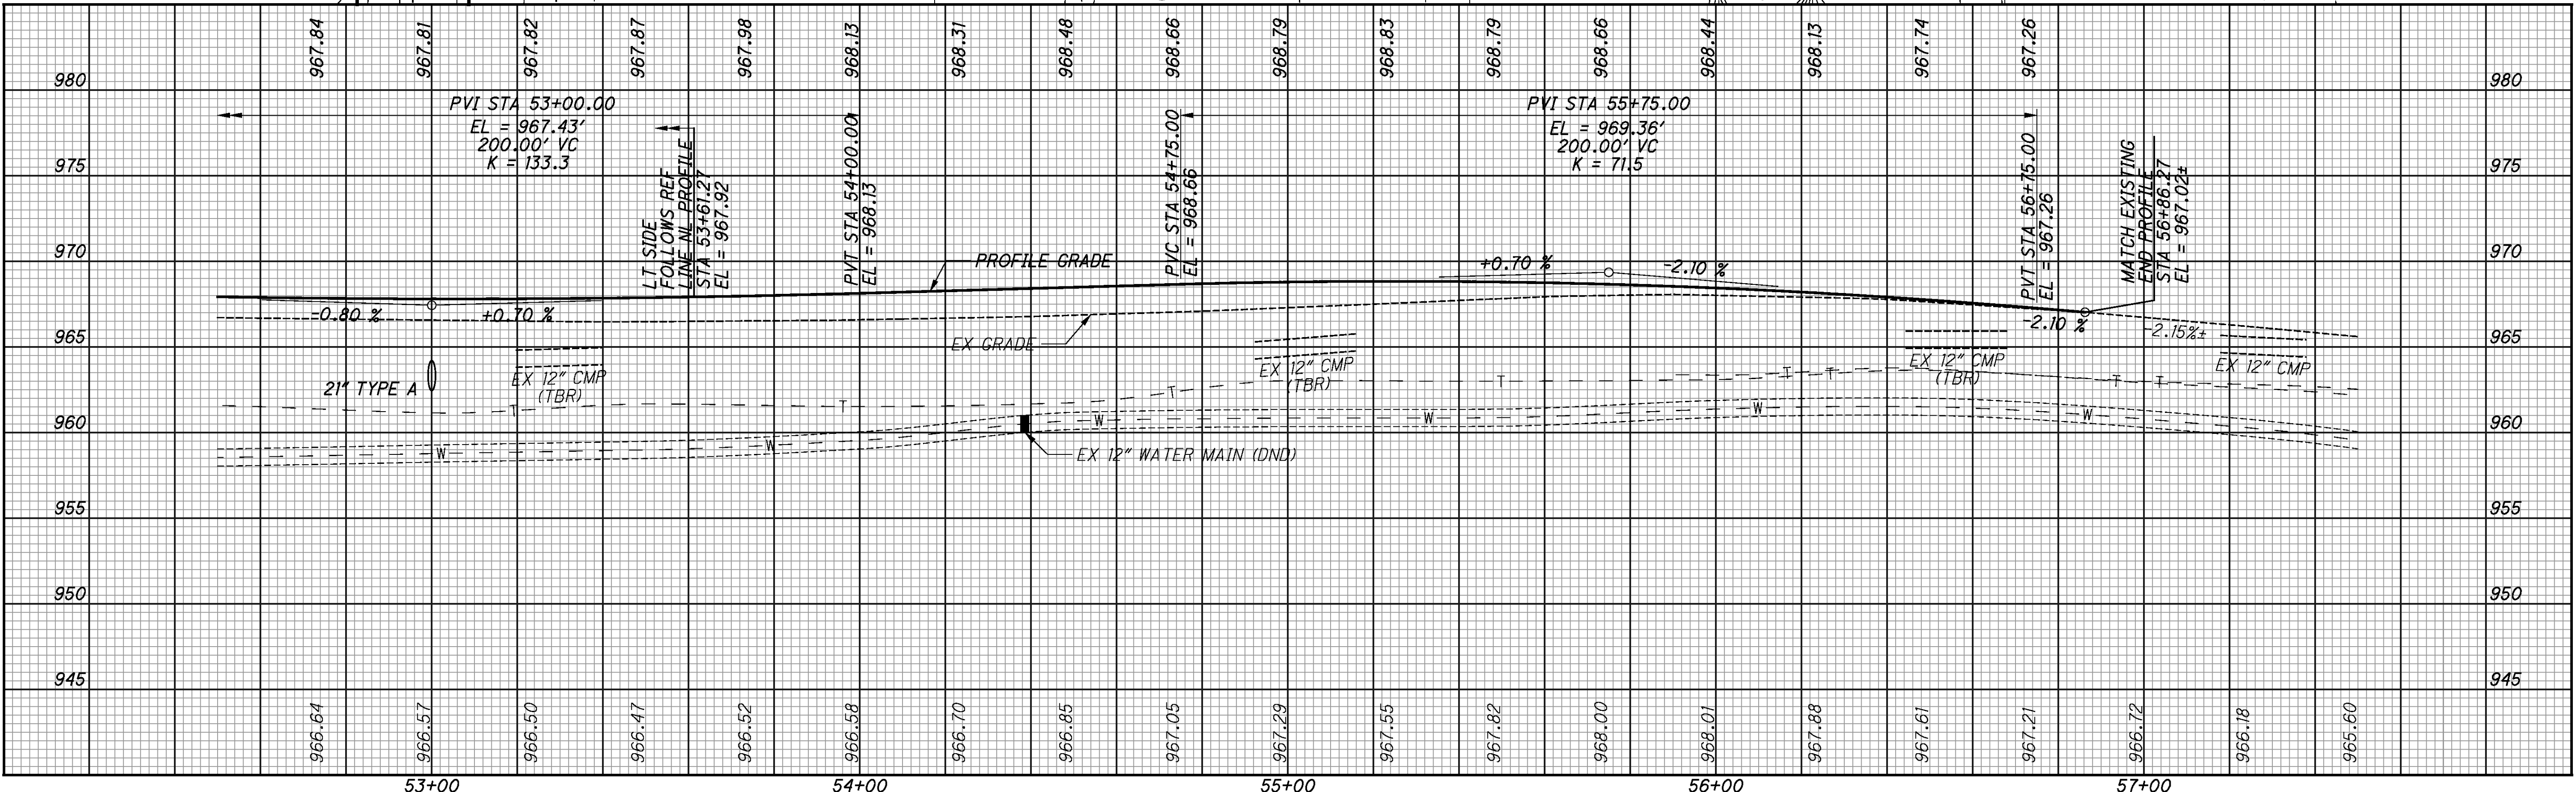 967.84
967.81
967.82
967.87
967.98
968.13
968.31
968.48
968.66
968.79
968.83
968.79
968.66
968.44
968.13
967.74
967.26
980
980
PVI STA 53+00.00
EL = 967.43'
200.00' VC
K = 133.3
PVI STA 55+75.00
EL = 969.36'
200.00' VC
K = 71.5
975
975
LT SIDE
FOLLOWS REF
LINE NL PROFILE
STA 53+61.27
EL = 967.92
PVT STA 54+00.00
EL = 968.13
PVC STA 54+75.00
EL = 968.66
PVT STA 56+75.00
EL = 967.26
MATCH EXISTING
END PROFILE
STA 56+86.27
EL = 967.02±
970
970
PROFILE GRADE
+0.70 %
-2.10 %
-0.80 %
+0.70 %
-2.10 %
-2.15%±
965
965
EX GRADE
21" TYPE A
EX 12" CMP
(TBR)
EX 12" CMP
(TBR)
EX 12" CMP
(TBR)
EX 12" CMP
T
T
T
T
T
T
T
T
960
960
W
W
W
W
W
W
EX 12" WATER MAIN (DND)
955
955
950
950
945
945
966.64
966.57
966.50
966.47
966.52
966.58
966.70
966.85
967.05
967.29
967.55
967.82
968.00
968.01
967.88
967.61
967.21
966.72
966.18
965.60
53+00
54+00
55+00
56+00
57+00